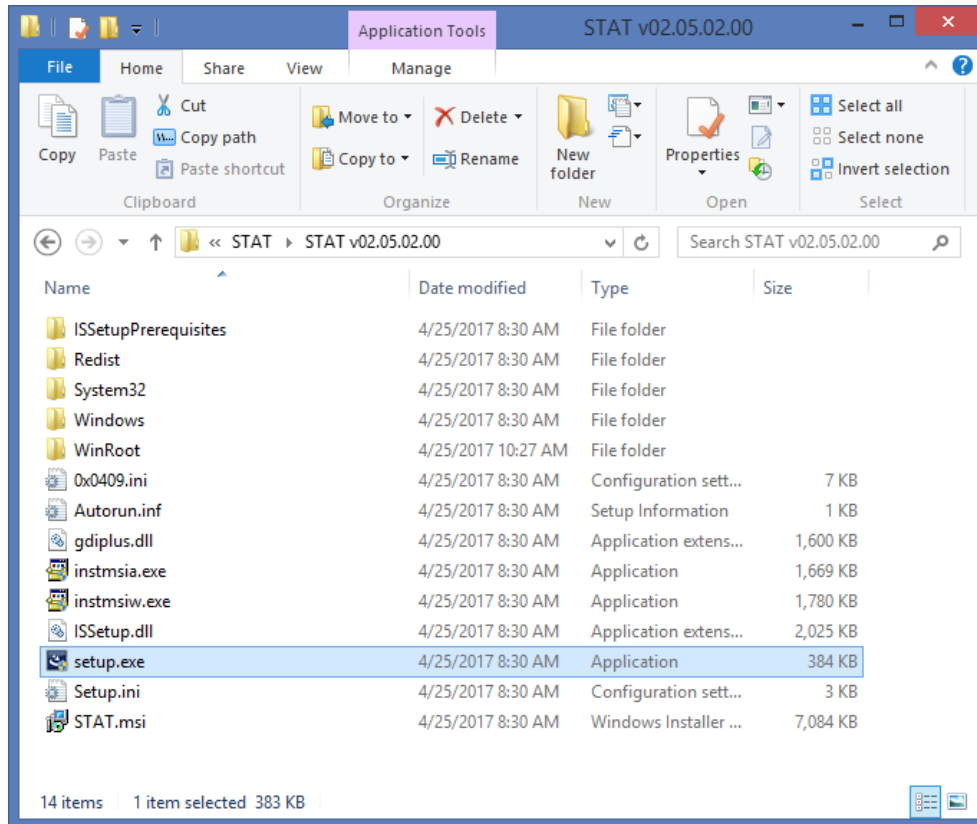 Application Tools STAT v02.05.02.00
File Home Share View Manage
Copy
Paste
Cut
Copy path
Paste shortcut
Clipboard
Move to
Copy to
Delete
Rename
Organize
New folder
New
Properties
Open
Select all
Select none
Invert selection
Select
« STAT STAT v02.05.02.00 Search STAT v02.05.02.00
Name Date modified Type Size
ISSetupPrerequisites 4/25/2017 8:30 AM File folder
Redist 4/25/2017 8:30 AM File folder
System32 4/25/2017 8:30 AM File folder
Windows 4/25/2017 8:30 AM File folder
WinRoot 4/25/2017 10:27 AM File folder
0x0409.ini 4/25/2017 8:30 AM Configuration sett... 7 KB
Autorun.inf 4/25/2017 8:30 AM Setup Information 1 KB
gdiplus.dll 4/25/2017 8:30 AM Application extens... 1,600 KB
instmsia.exe 4/25/2017 8:30 AM Application 1,669 KB
instmsiw.exe 4/25/2017 8:30 AM Application 1,780 KB
ISSetup.dll 4/25/2017 8:30 AM Application extens... 2,025 KB
setup.exe 4/25/2017 8:30 AM Application 384 KB
Setup.ini 4/25/2017 8:30 AM Configuration sett... 3 KB
STAT.msi 4/25/2017 8:30 AM Windows Installer ... 7,084 KB
14 items 1 item selected 383 KB